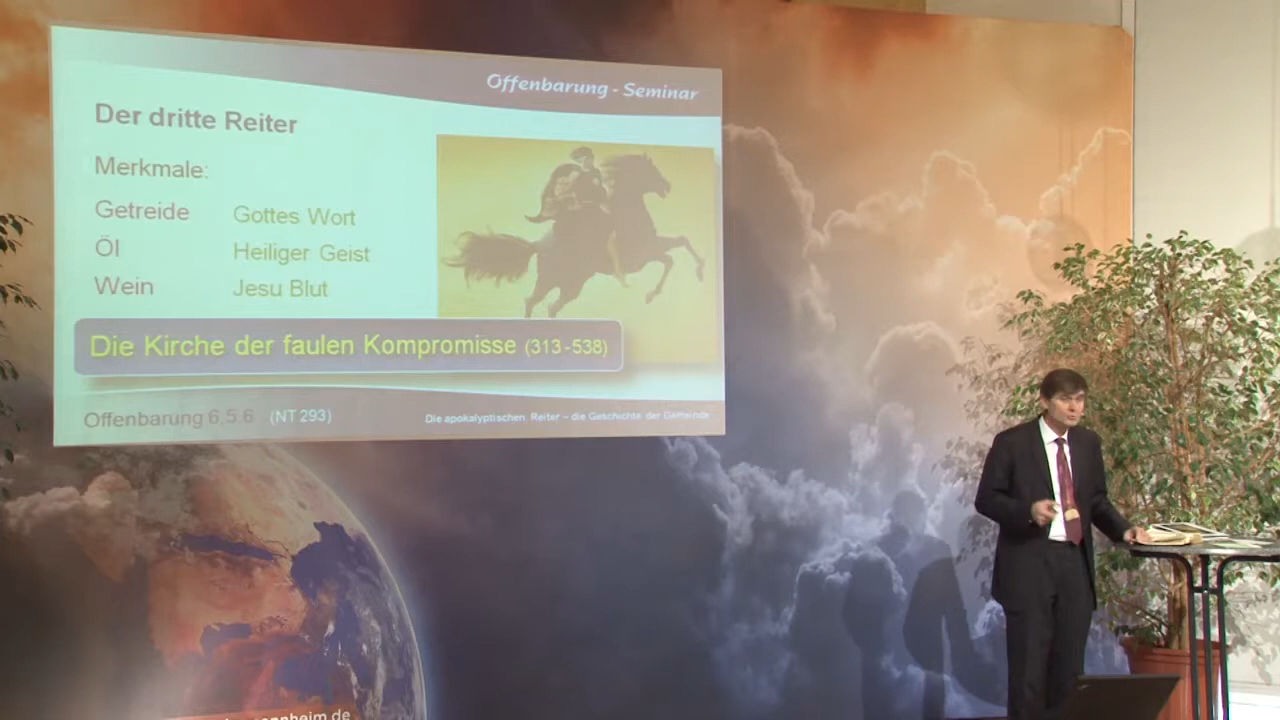 Offenbarung - Seminar
Der dritte Reiter
Merkmale:
Getreide Gottes Wort
Öl Heiliger Geist
Wein Jesu Blut
Die Kirche der faulen Kompromisse (313-538)
Offenbarung 6,5.6 (NT 293)
Die apokalyptischen Reiter – die Geschichte der Gemeinde